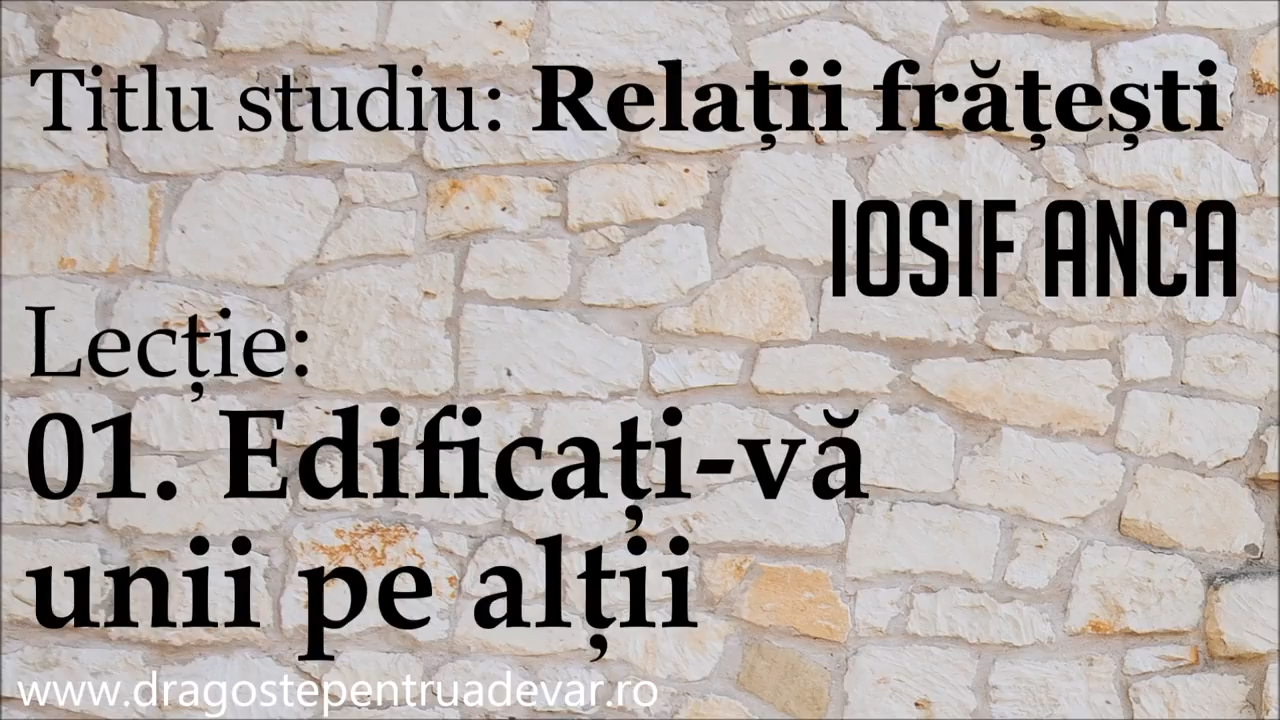 Titlu studiu: Relații frățești
IOSIF ANCA
Lecție:
01. Edificați-vă
unii pe alții
www.dragostepentruadevar.ro